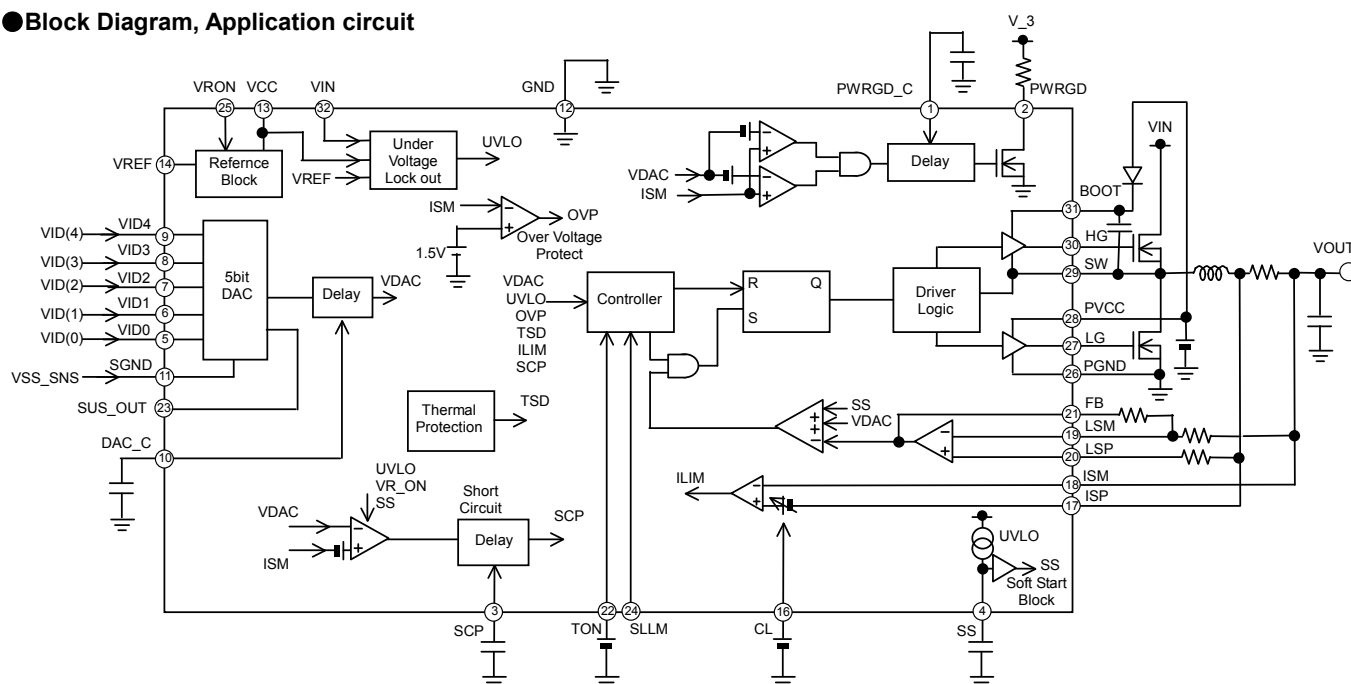 ●Block Diagram, Application circuit
V_3
VRON
VCC
VIN
GND
PWRGD_C
PWRGD
25
13
32
12
1
2
VREF
14
Refernce
Block
VREF
Under
Voltage
Lock out
UVLO
VDAC
ISM
Delay
VIN
BOOT
31
HG
30
SW
29
VOUT
ISM
1.5V
OVP
Over Voltage
Protect
VID(4)
VID4
9
VID(3)
VID3
8
VID(2)
VID2
7
VID(1)
VID1
6
VID(0)
VID0
5
5bit
DAC
Delay
VDAC
VDAC
UVLO
OVP
TSD
ILIM
SCP
Controller
R
Q
S
Driver
Logic
PVCC
28
LG
27
PGND
26
VSS_SNS
SGND
11
SUS_OUT
23
DAC_C
10
Thermal
Protection
TSD
SS
VDAC
FB
21
LSM
19
LSP
20
ISM
18
ISP
17
ILIM
UVLO
VR_ON
SS
VDAC
ISM
Short
Circuit
Delay
SCP
UVLO
SS
Soft Start
Block
3
22
24
16
4
SCP
TON
SLLM
CL
SS